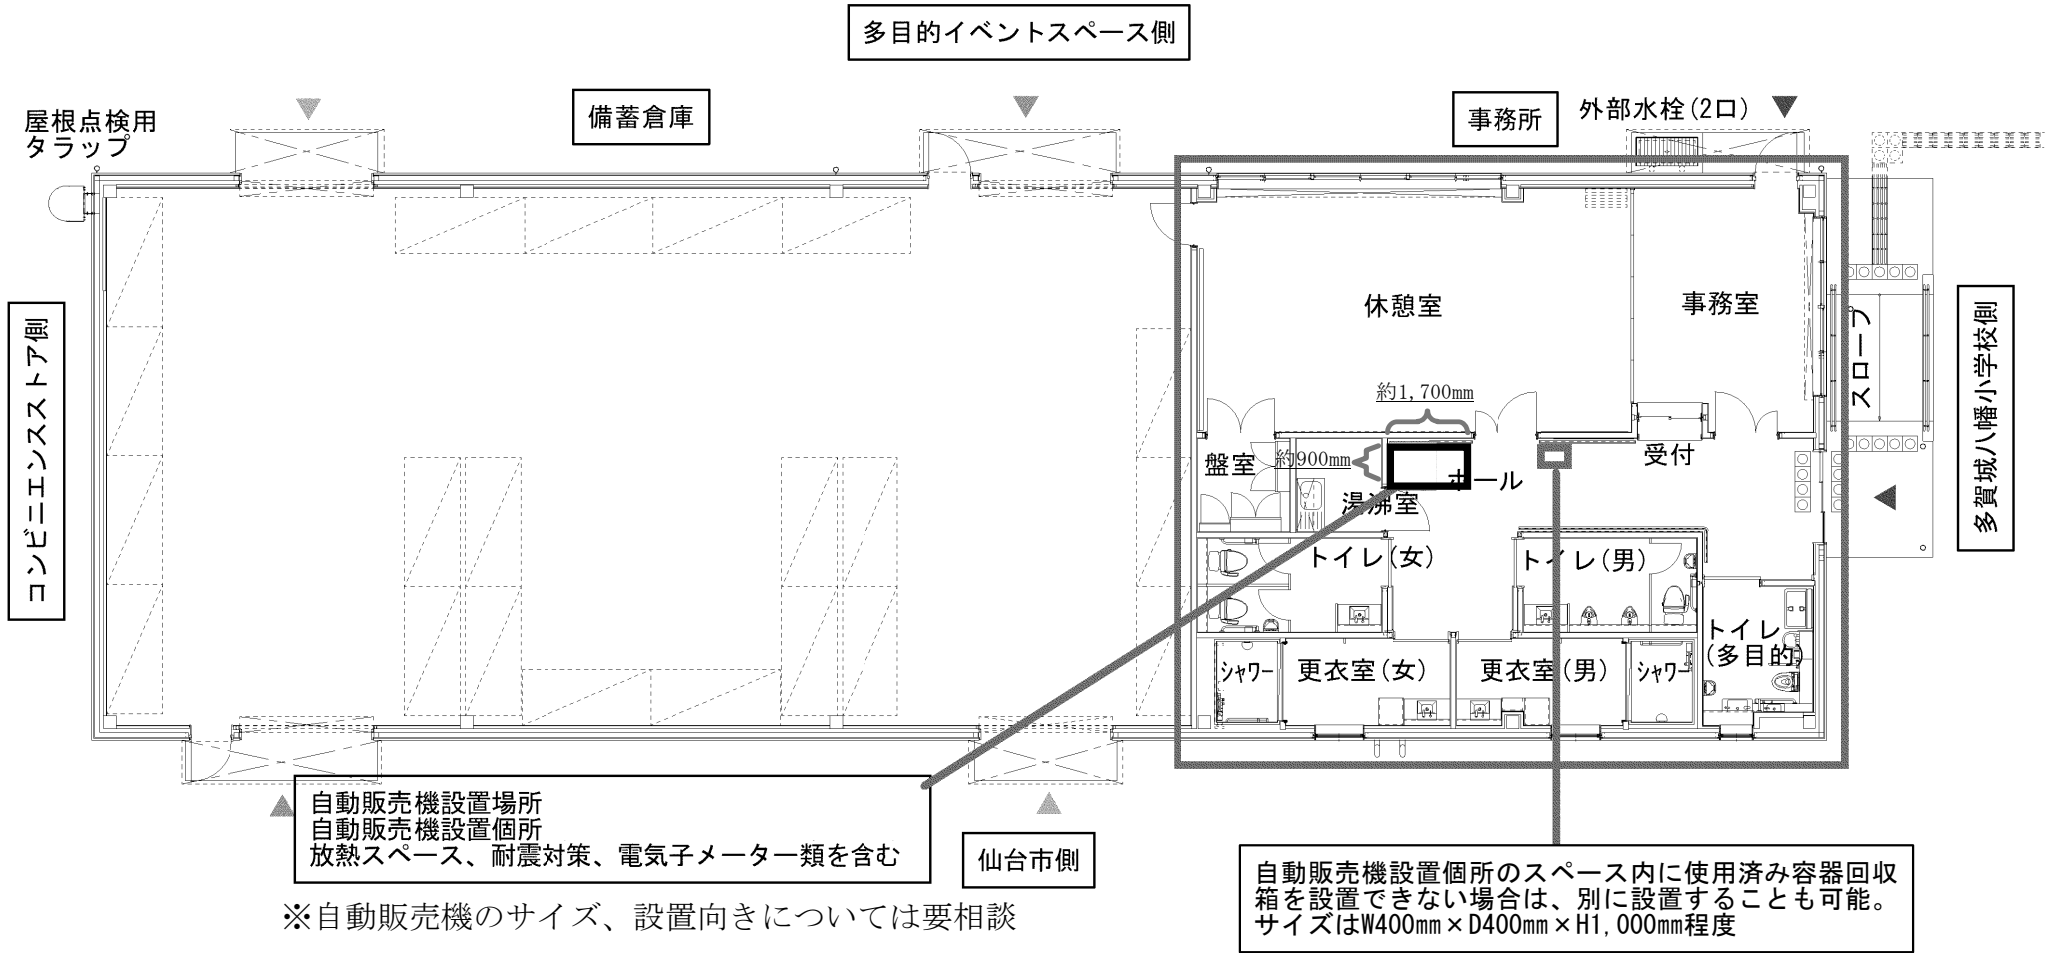 多目的イベントスペース側
備蓄倉庫
事務所
外部水栓(2口)
屋根点検用
タラップ
コンビニエンスストア側
休憩室
事務室
スロープ
多賀城八幡小学校側
約1,700mm
約900mm
盤室
湯沸室
ホール
受付
トイレ(女)
トイレ(男)
トイレ
(多目的)
シャワー
更衣室(女)
更衣室(男)
シャワー
自動販売機設置場所
自動販売機設置個所
放熱スペース、耐震対策、電気子メーター類を含む
仙台市側
自動販売機設置個所のスペース内に使用済み容器回収
箱を設置できない場合は、別に設置することも可能。
サイズはW400mm×D400mm×H1,000mm程度
※自動販売機のサイズ、設置向きについては要相談